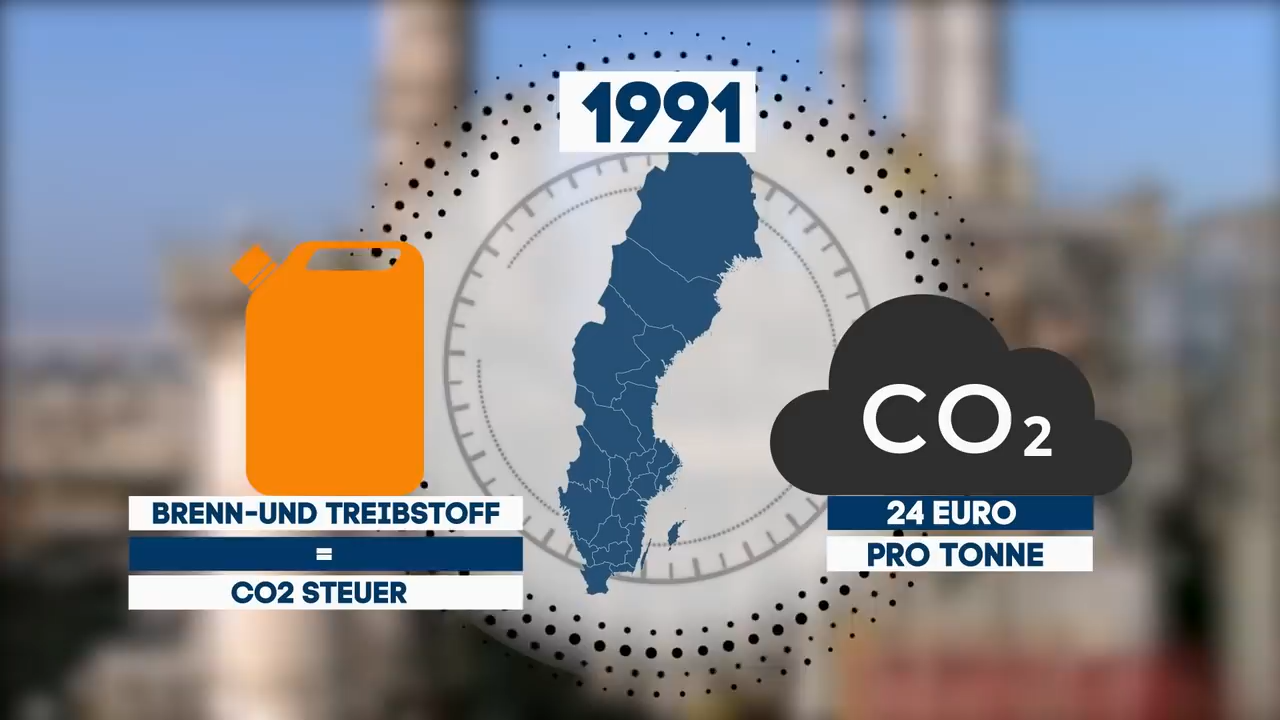 1991
CO2
BRENN-UND TREIBSTOFF
=
CO2 STEUER
24 EURO
PRO TONNE